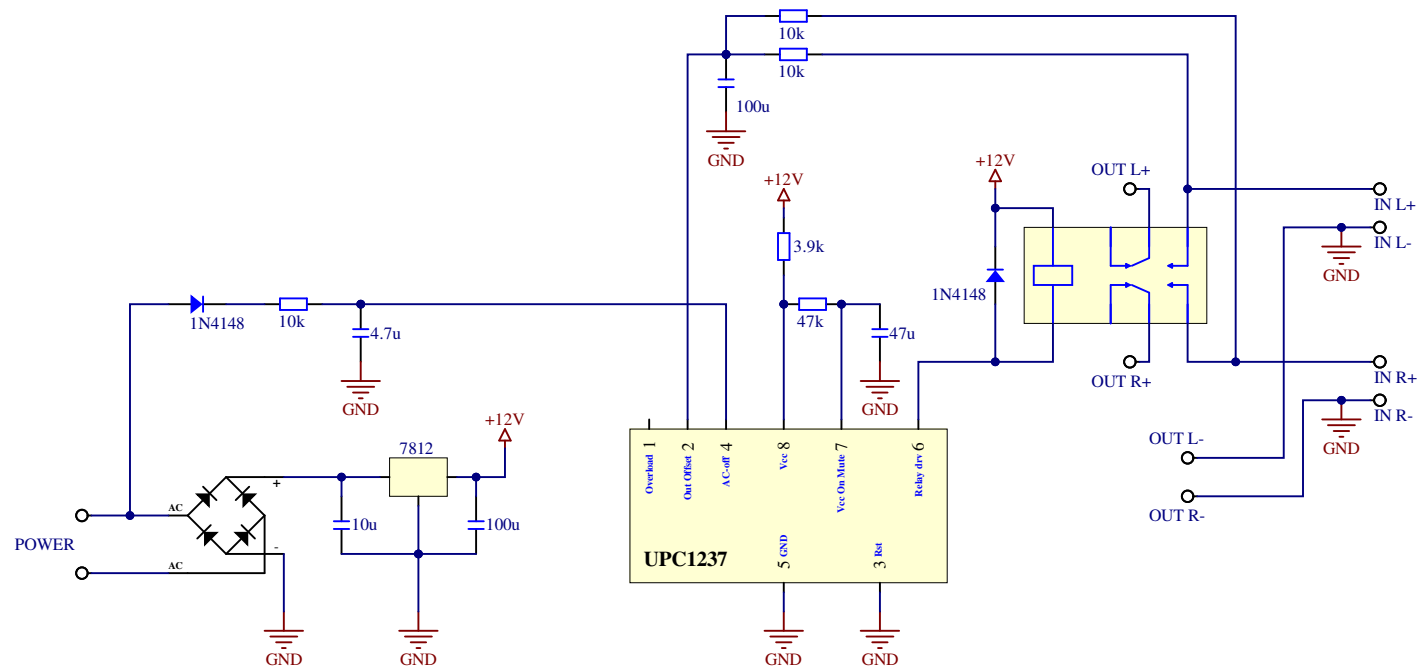 10k
10k
100u
GND
+12V
+12V
OUT L+
IN L+
3.9k
IN L-
GND
1N4148
1N4148
10k
4.7u
47k
47u
GND
GND
OUT R+
IN R+
IN R-
+12V
OUT L-
GND
7812
1 Overload
2 Out Offset
4 AC-off
8 Vcc
7 Vcc On Mute
6 Relay drv
+
AC
10u
100u
OUT R-
POWER
-
AC
UPC1237
5 GND
3 Rst
GND
GND
GND
GND